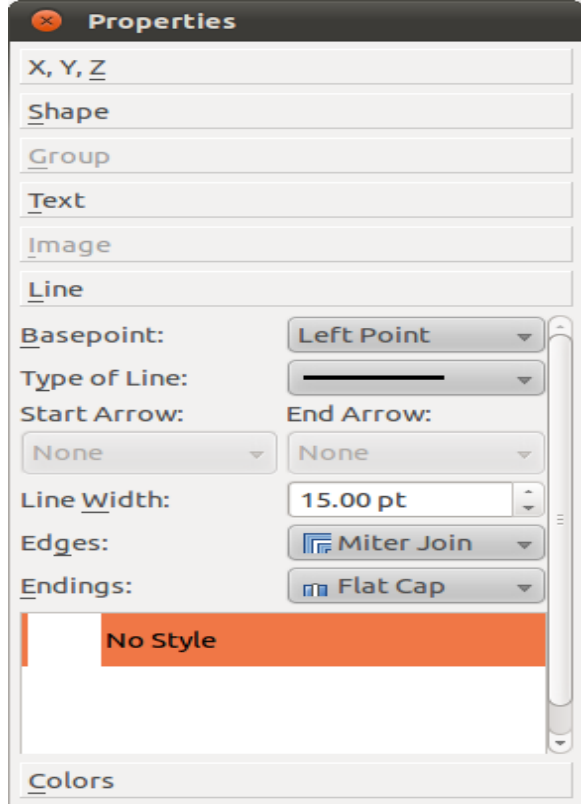 Properties
X, Y, Z
Shape
Group
Text
Image
Line
Basepoint: Left Point
Type of Line:
Start Arrow: End Arrow:
None None
Line Width: 15.00 pt
Edges: Miter Join
Endings: Flat Cap
No Style
Colors